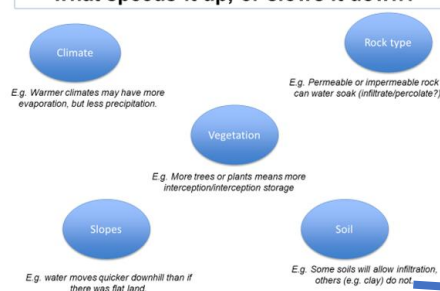 What speeds it up, or slows it down?
Climate
Rock type
E.g. Warmer climates may have more
evaporation, but less precipitation.
E.g. Permeable or impermeable rock
can water soak (infiltrate/percolate?)
Vegetation
E.g. More trees or plants means more
interception/interception storage
Slopes
Soil
E.g. water moves quicker downhill than if
there was flat land
E.g. Some soils will allow infiltration,
others (e.g. clay) do not.